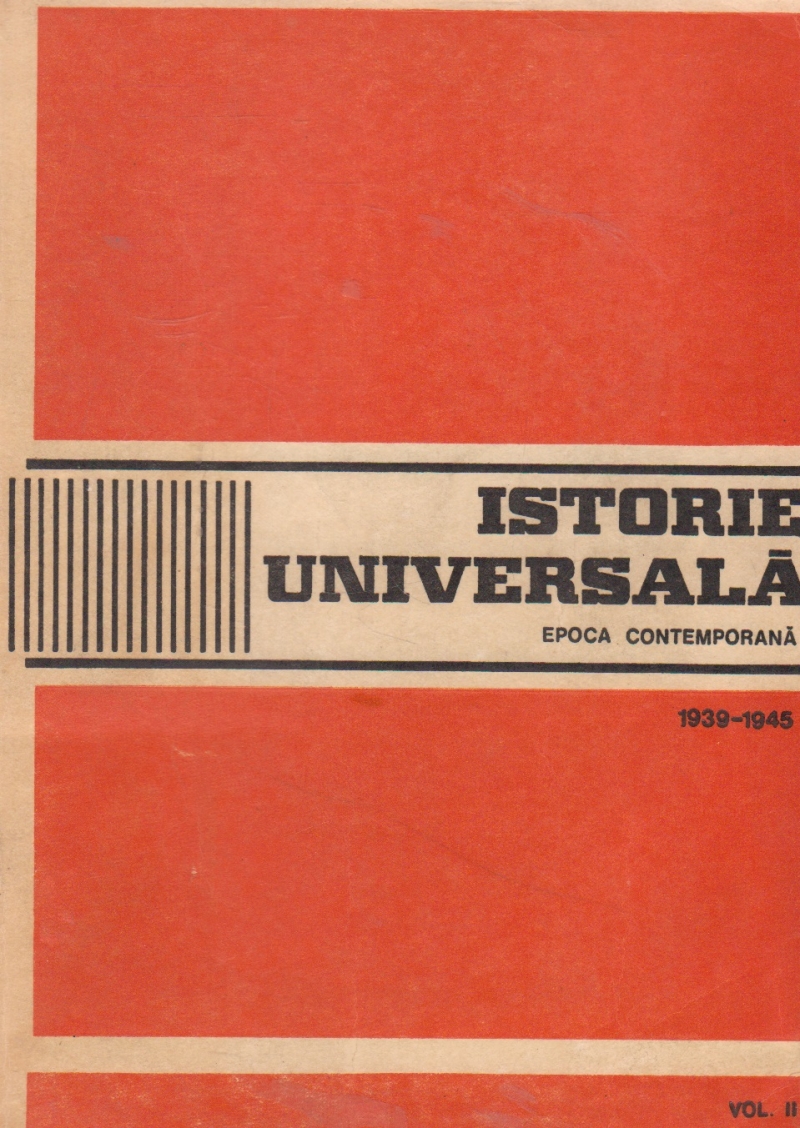 ISTORIE
UNIVERSALĂ
EPOCA CONTEMPORANĂ
1939-1945
VOL. II